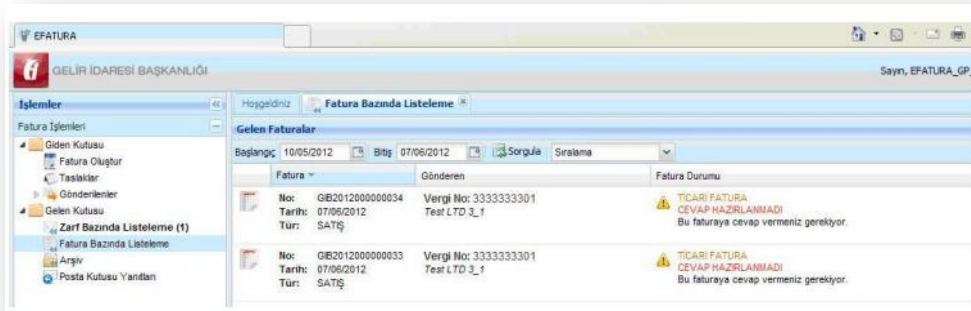 EFATURA
GELİR İDARESİ BAŞKANLIĞI
Sayın, EFATURA_GP_
İşlemler
Hoşgeldiniz
Fatura Bazında Listeleme
Fatura İşlemleri
Gelen Faturalar
Giden Kutusu
Başlangıç 10/05/2012 Bitiş 07/06/2012 Sorgula Sıralama
Fatura Oluştur
Taslaklar
Fatura
Gönderen
Fatura Durumu
Gönderilenler
Gelen Kutusu
Zarf Bazında Listeleme (1)
Fatura Bazında Listeleme
Arşiv
Posta Kutusu Yanıtları
No: GIB2012000000034 Vergi No: 3333333301 TİCARİ FATURA
Tarih: 07/06/2012 Test LTD 3_1 CEVAP HAZIRLANMADI
Tür: SATIŞ Bu faturaya cevap vermeniz gerekiyor.
No: GIB2012000000033 Vergi No: 3333333301 TİCARİ FATURA
Tarih: 07/06/2012 Test LTD 3_1 CEVAP HAZIRLANMADI
Tür: SATIŞ Bu faturaya cevap vermeniz gerekiyor.